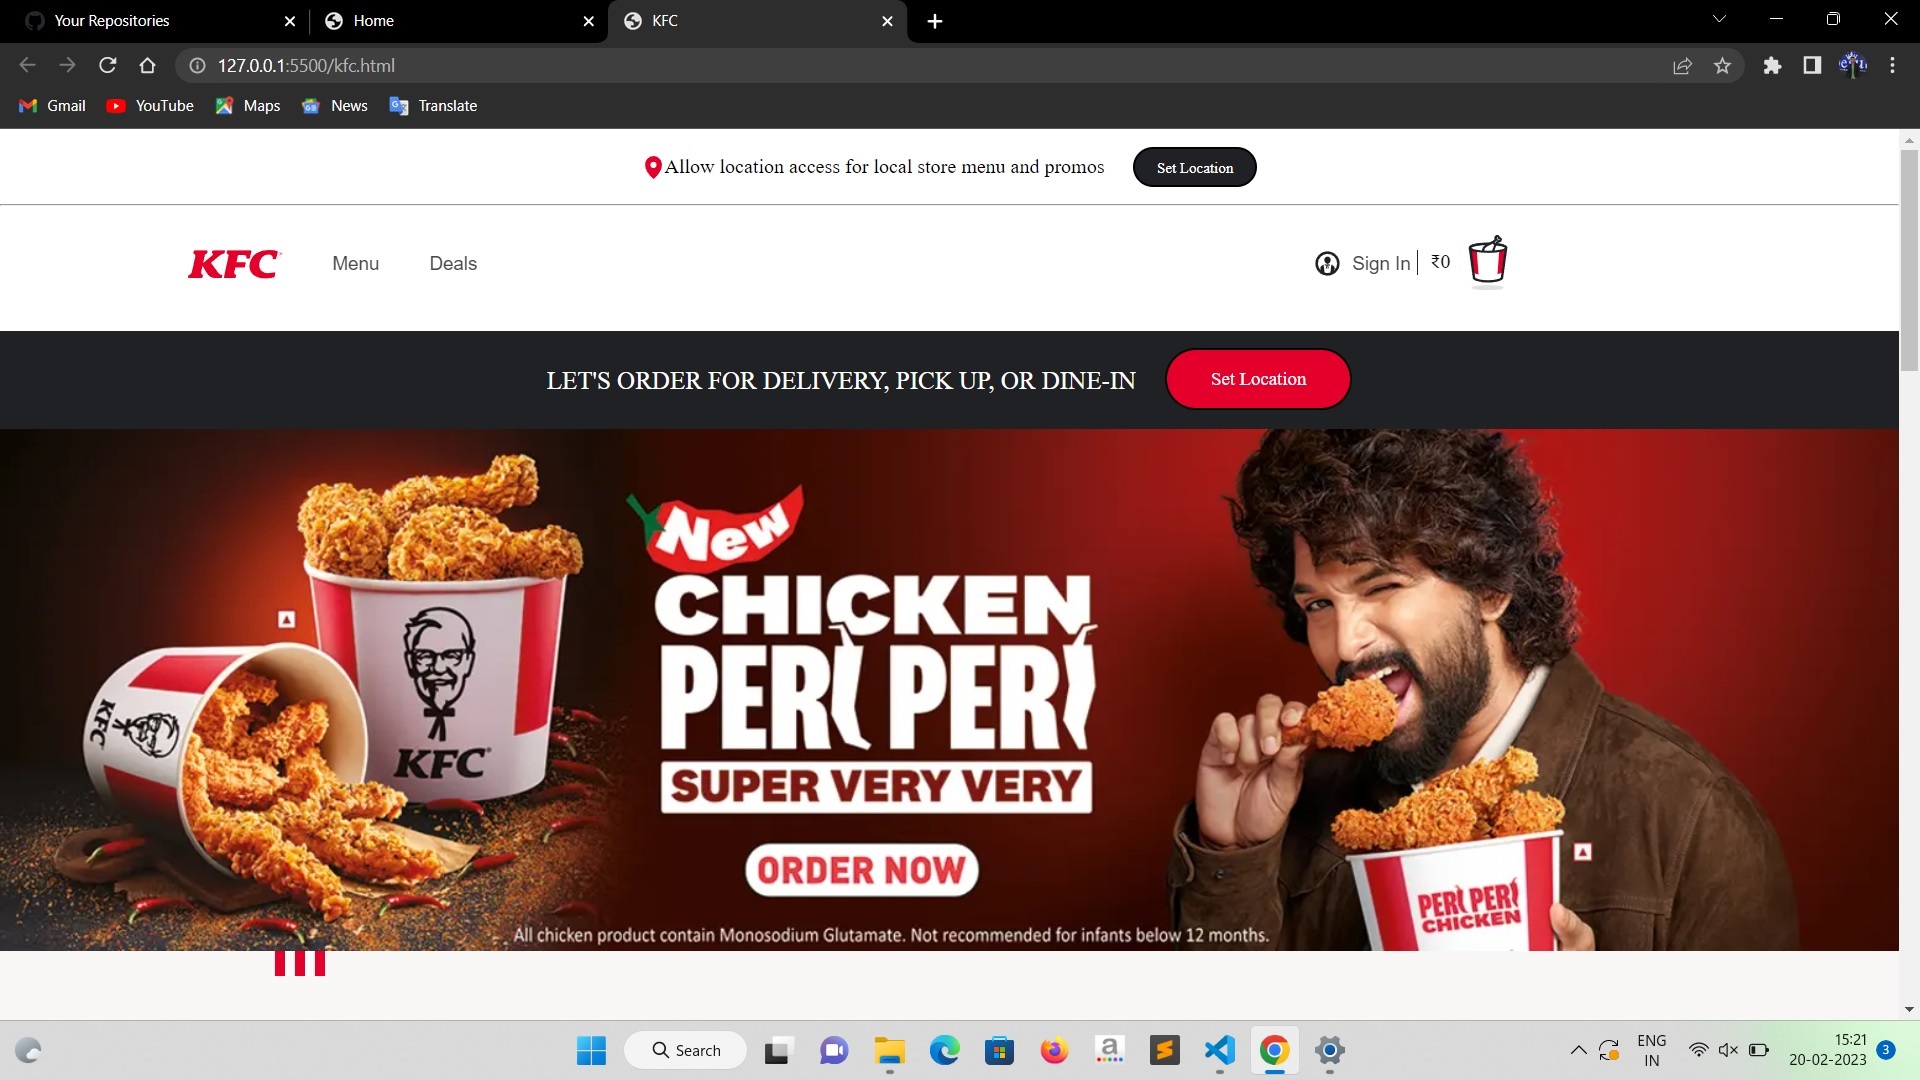 Your Repositories
Home
KFC
127.0.0.1:5500/kfc.html
Gmail
YouTube
Maps
News
Translate
Allow location access for local store menu and promos
Set Location
KFC
Menu
Deals
Sign In
₹0
LET'S ORDER FOR DELIVERY, PICK UP, OR DINE-IN
Set Location
New
CHICKEN
PERI PERI
SUPER VERY VERY
ORDER NOW
All chicken product contain Monosodium Glutamate. Not recommended for infants below 12 months.
KFC
KFC
PERI PERI
CHICKEN
Search
ENG
IN
15:21
20-02-2023
3